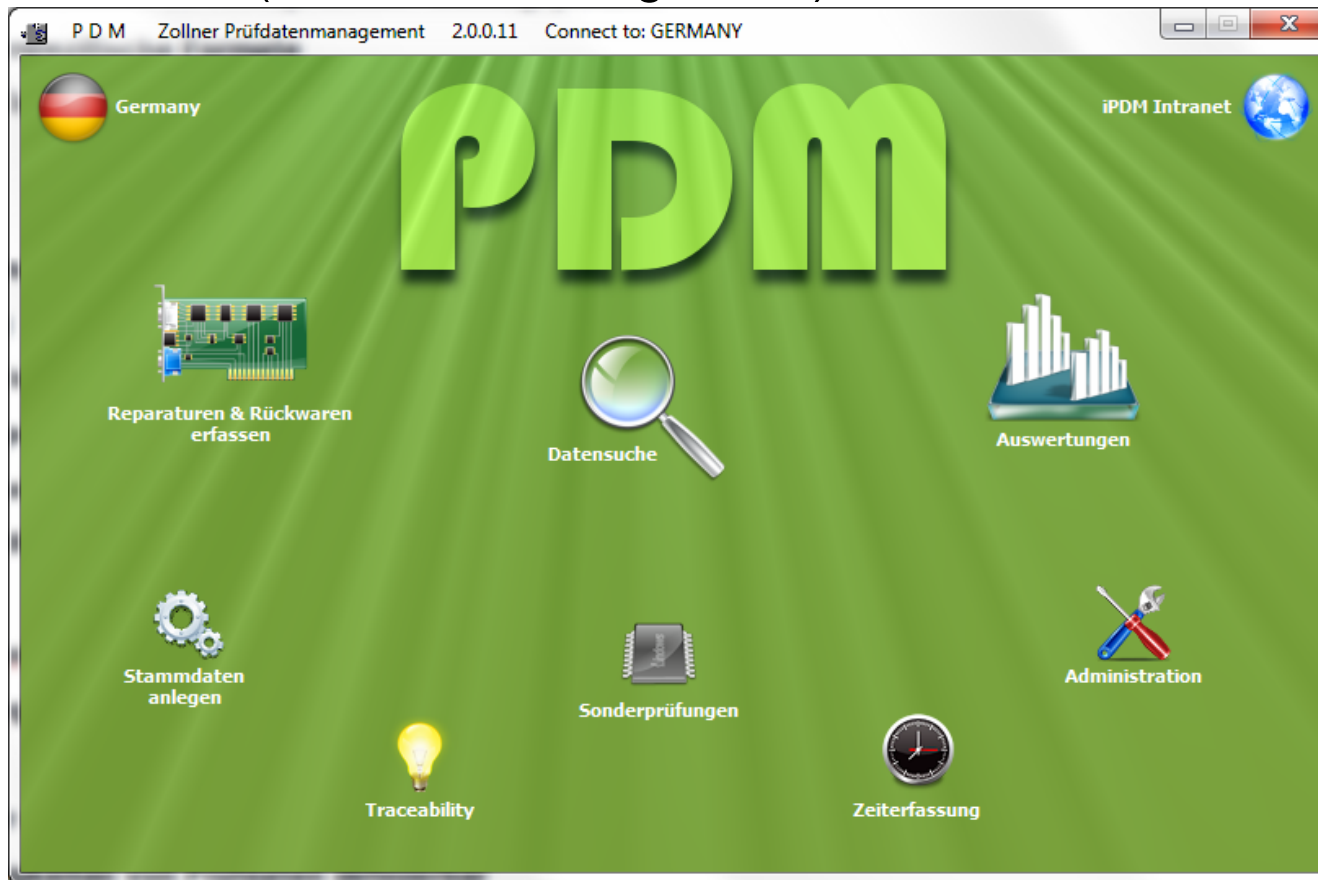 P D M Zollner Prüfdatenmanagement 2.0.0.11 Connect to: GERMANY
Germany
iPDM Intranet
PDM
Reparaturen & Rückwaren
erfassen
Datensuche
Auswertungen
Stammdaten
anlegen
Sonderprüfungen
Administration
Traceability
Zeiterfassung